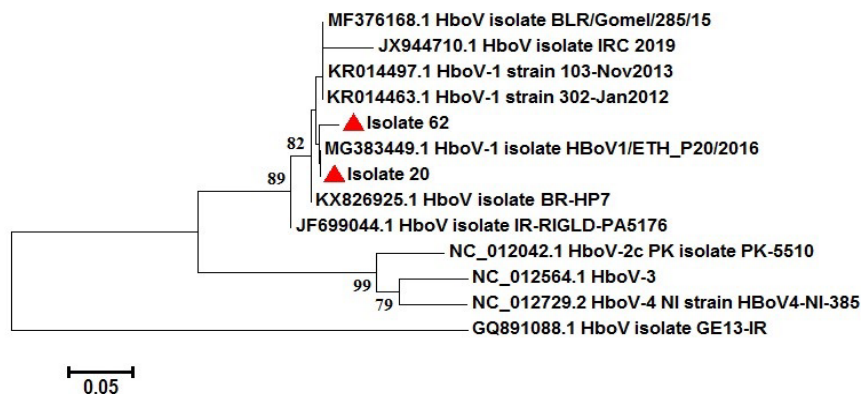 MF376168.1 HboV isolate BLR/Gomel/285/15
JX944710.1 HboV isolate IRC 2019
KR014497.1 HboV-1 strain 103-Nov2013
KR014463.1 HboV-1 strain 302-Jan2012
Isolate 62
82
MG383449.1 HboV-1 isolate HBoV1/ETH_P20/2016
Isolate 20
89
KX826925.1 HboV isolate BR-HP7
JF699044.1 HboV isolate IR-RIGLD-PA5176
NC_012042.1 HboV-2c PK isolate PK-5510
NC_012564.1 HboV-3
99
79
NC_012729.2 HboV-4 NI strain HBoV4-NI-385
GQ891088.1 HboV isolate GE13-IR
0.05